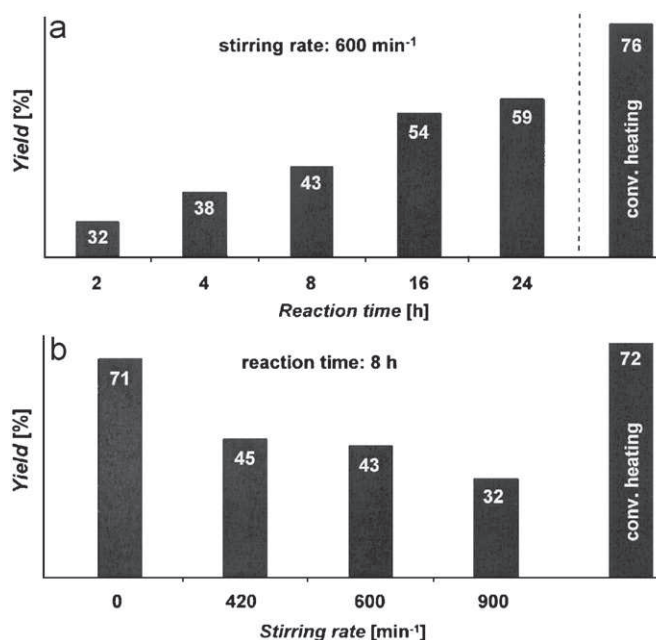 a
stirring rate: 600 min⁻¹
Yield [%]
32
38
43
54
59
76
conv. heating
2 4 8 16 24
Reaction time [h]
b
reaction time: 8 h
Yield [%]
71
45
43
32
72
conv. heating
0 420 600 900
Stirring rate [min⁻¹]